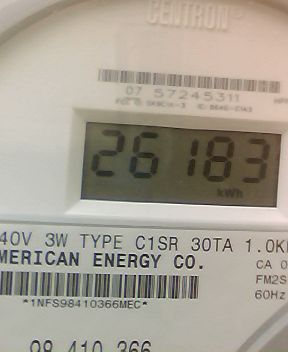 CENTRON®
07 57245311
26183
kWh
40V 3W TYPE C1SR 30TA 1.0K
MERICAN ENERGY CO.
CA 0
FM2S
60Hz
*1NFS98410366MEC*
98 410 366